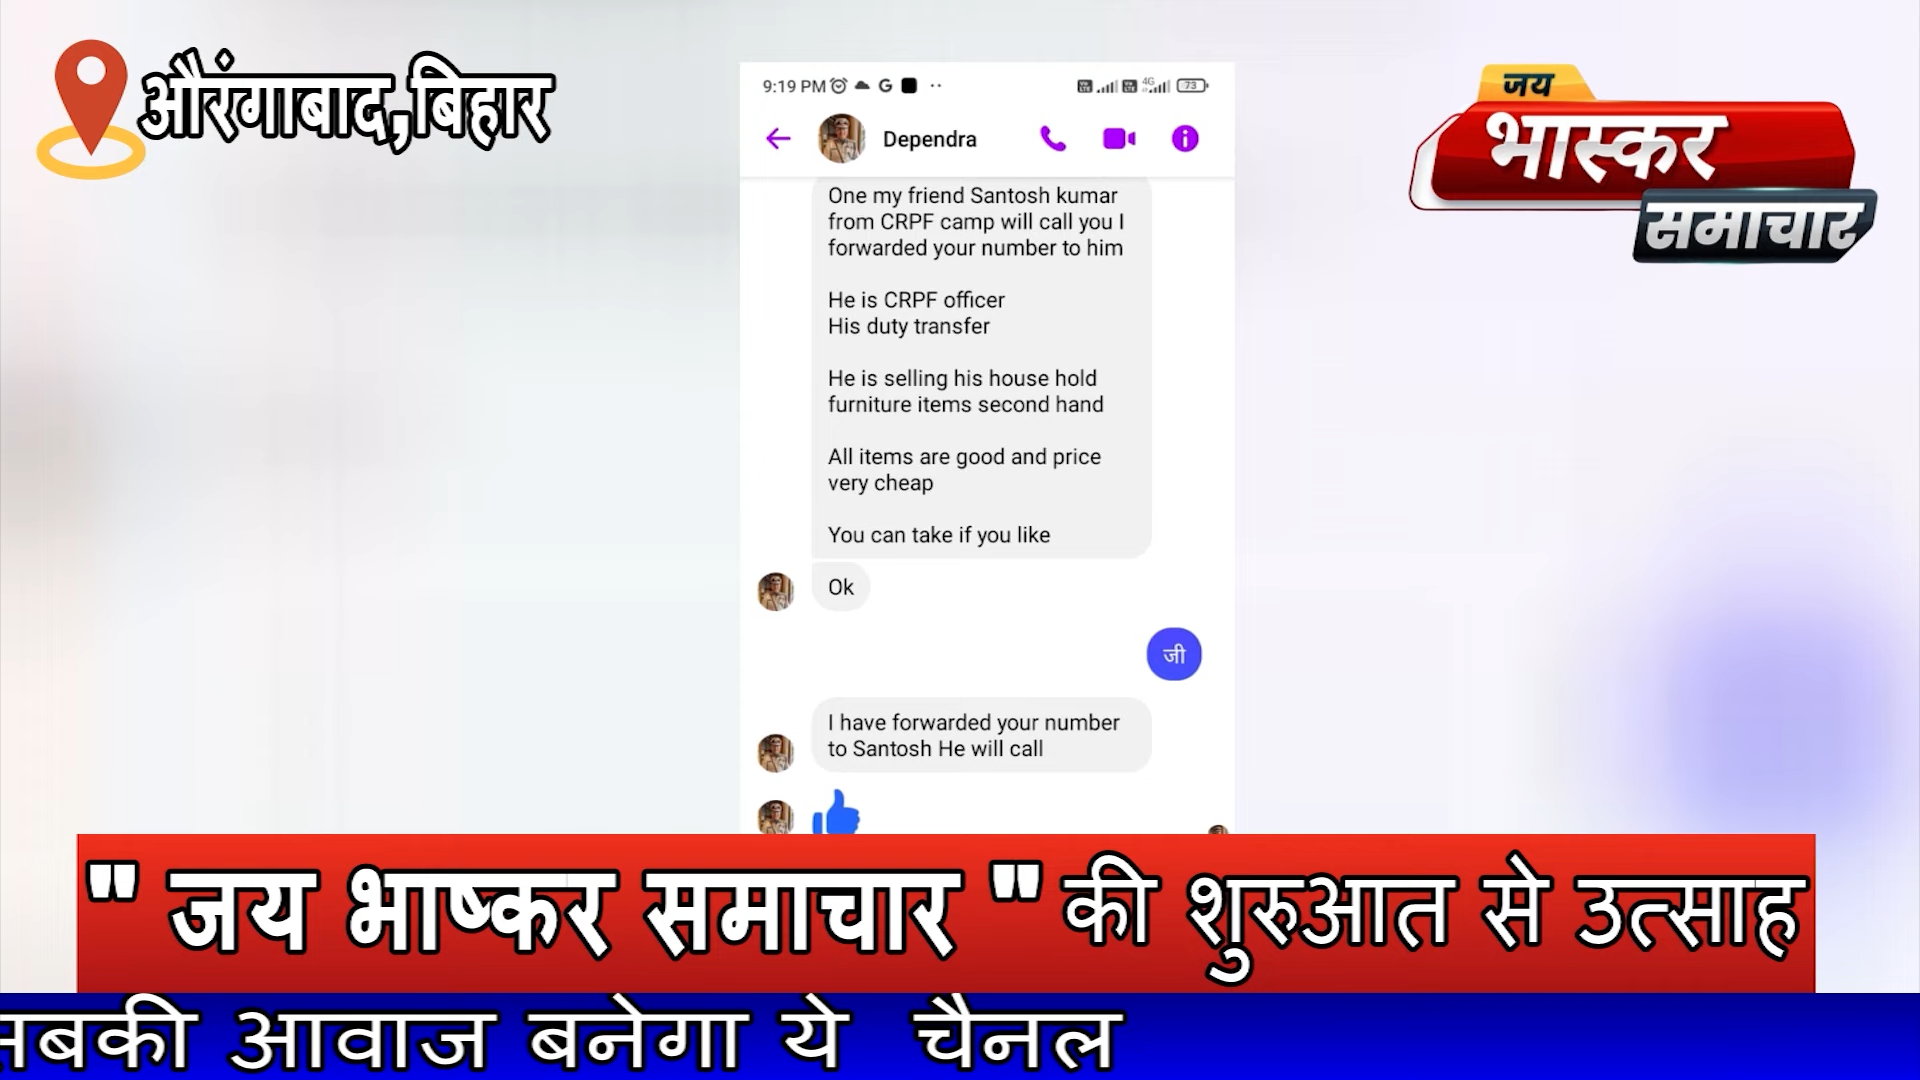 औरंगाबाद,बिहार
जय
भास्कर
समाचार
9:19 PM
4G
73
Dependra
One my friend Santosh kumar
from CRPF camp will call you I
forwarded your number to him
He is CRPF officer
His duty transfer
He is selling his house hold
furniture items second hand
All items are good and price
very cheap
You can take if you like
Ok
जी
I have forwarded your number
to Santosh He will call
" जय भाष्कर समाचार " की शुरुआत से उत्साह
सबकी आवाज बनेगा ये चैनल